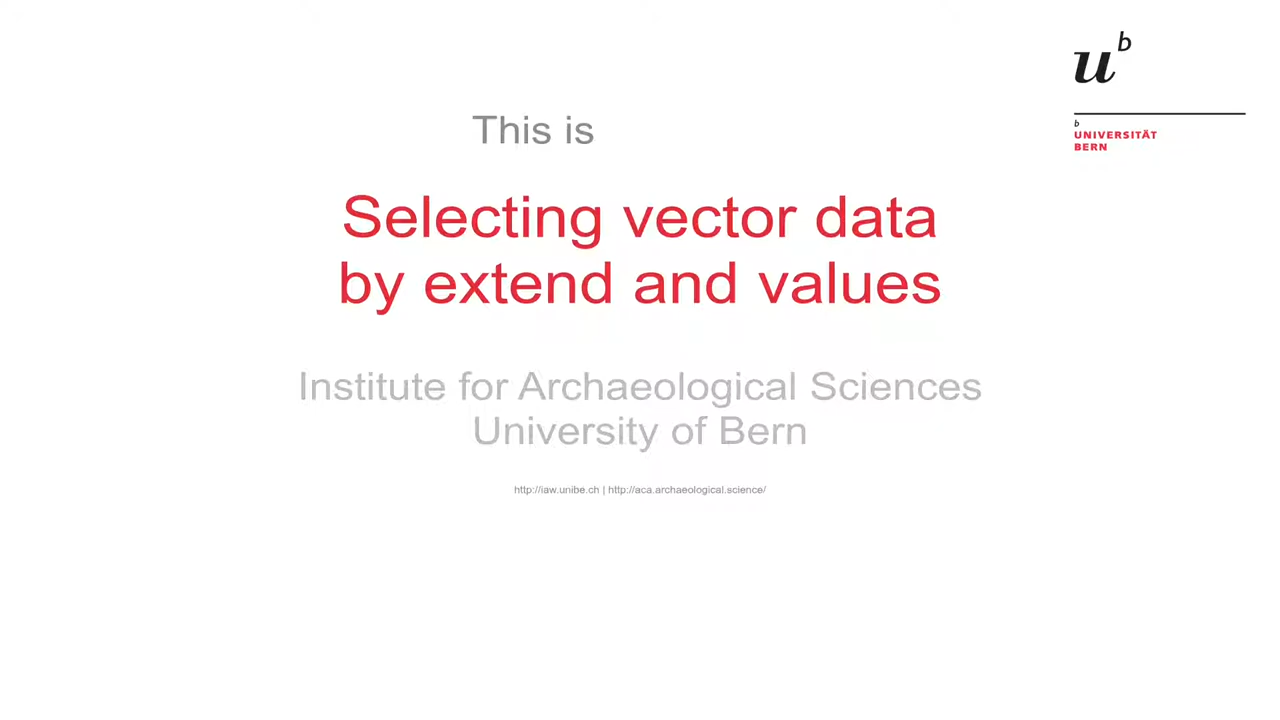 u^b
This is
b
UNIVERSITÄT
BERN
Selecting vector data
by extend and values
Institute for Archaeological Sciences
University of Bern
http://iaw.unibe.ch | http://aca.archaeological.science/